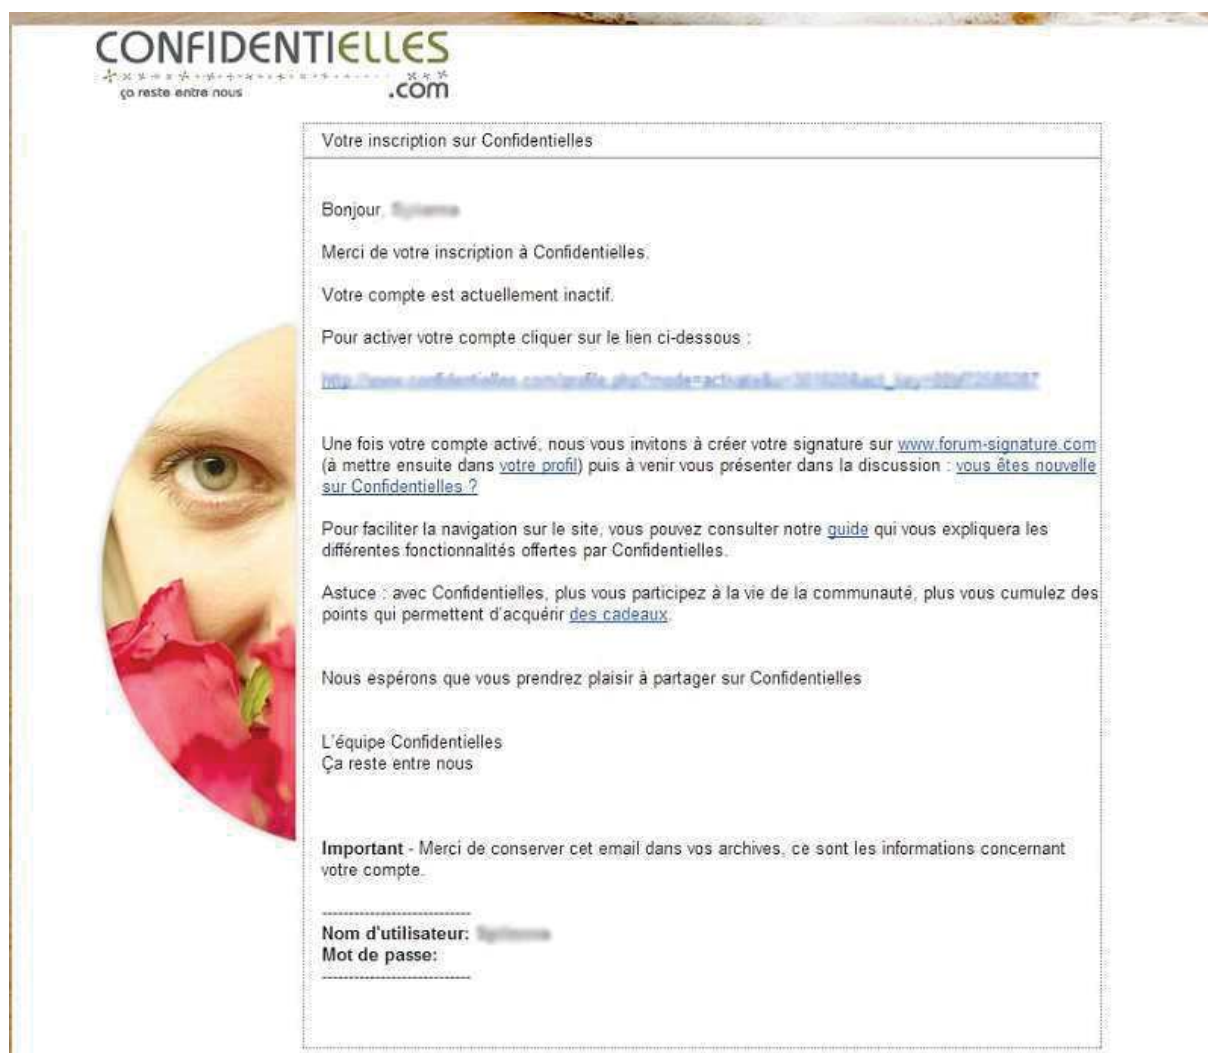 CONFIDENTIELLES
ça reste entre nous
.com
Votre inscription sur Confidentielles
Bonjour,
Merci de votre inscription à Confidentielles.
Votre compte est actuellement inactif.
Pour activer votre compte cliquer sur le lien ci-dessous :
Une fois votre compte activé, nous vous invitons à créer votre signature sur www.forum-signature.com
(à mettre ensuite dans votre profil) puis à venir vous présenter dans la discussion : vous êtes nouvelle
sur Confidentielles ?
Pour faciliter la navigation sur le site, vous pouvez consulter notre guide qui vous expliquera les
différentes fonctionnalités offertes par Confidentielles.
Astuce : avec Confidentielles, plus vous participez à la vie de la communauté, plus vous cumulez des
points qui permettent d'acquérir des cadeaux.
Nous espérons que vous prendrez plaisir à partager sur Confidentielles
L'équipe Confidentielles
Ça reste entre nous
Important - Merci de conserver cet email dans vos archives, ce sont les informations concernant
votre compte.
----------------------------
Nom d'utilisateur:
Mot de passe:
----------------------------